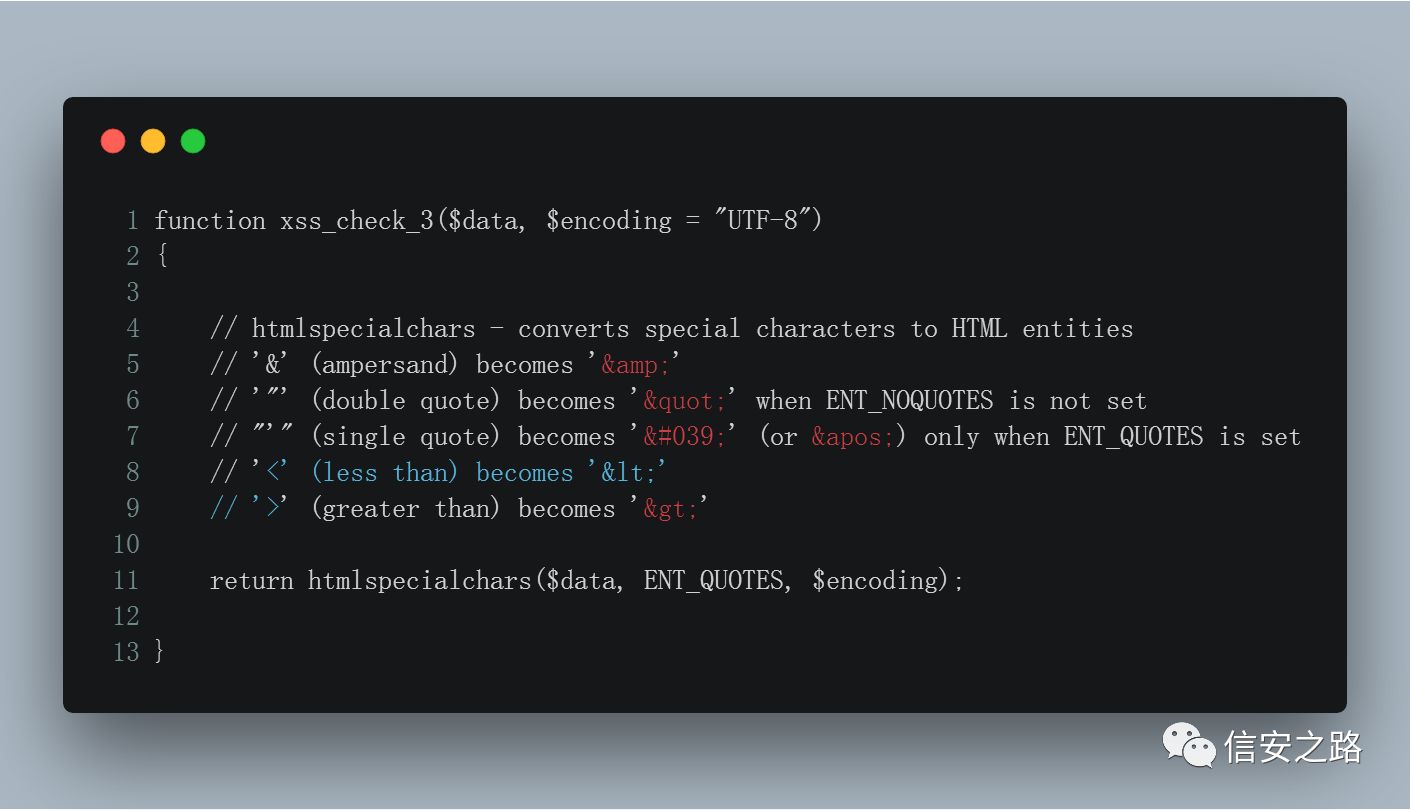 1 function xss_check_3($data, $encoding = "UTF-8")
2 {
3
4     // htmlspecialchars - converts special characters to HTML entities
5     // '&' (ampersand) becomes '&amp;'
6     // '"' (double quote) becomes '&quot;' when ENT_NOQUOTES is not set
7     // "'" (single quote) becomes '&#039;' (or &apos;) only when ENT_QUOTES is set
8     // '<' (less than) becomes '&lt;'
9     // '>' (greater than) becomes '&gt;'
10
11     return htmlspecialchars($data, ENT_QUOTES, $encoding);
12
13 }
信安之路